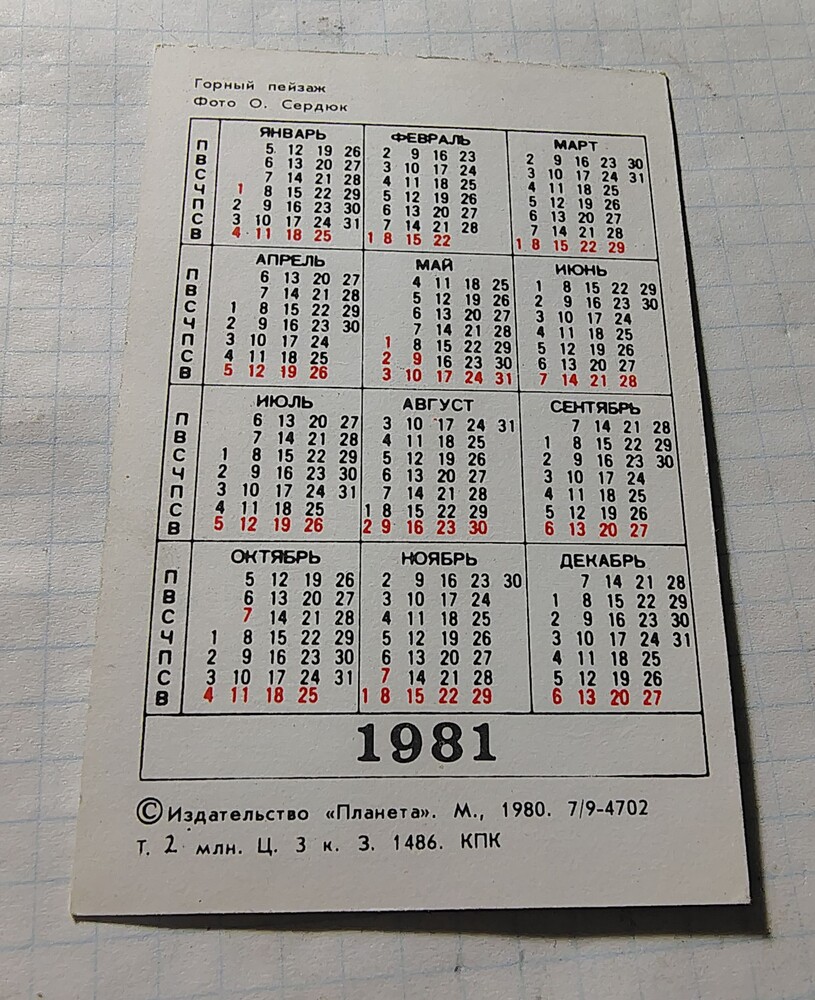 Горный пейзаж
Фото О. Сердюк
ЯНВАРЬ ФЕВРАЛЬ МАРТ
П 5 12 19 26 2 9 16 23 2 9 16 23 30
В 6 13 20 27 3 10 17 24 3 10 17 24 31
С 7 14 21 28 4 11 18 25 4 11 18 25
Ч 1 8 15 22 29 5 12 19 26 5 12 19 26
П 2 9 16 23 30 6 13 20 27 6 13 20 27
С 3 10 17 24 31 7 14 21 28 7 14 21 28
В 4 11 18 25 1 8 15 22 1 8 15 22 29
АПРЕЛЬ МАЙ ИЮНЬ
П 6 13 20 27 4 11 18 25 1 8 15 22 29
В 7 14 21 28 5 12 19 26 2 9 16 23 30
С 1 8 15 22 29 6 13 20 27 3 10 17 24
Ч 2 9 16 23 30 7 14 21 28 4 11 18 25
П 3 10 17 24 1 8 15 22 29 5 12 19 26
С 4 11 18 25 2 9 16 23 30 6 13 20 27
В 5 12 19 26 3 10 17 24 31 7 14 21 28
ИЮЛЬ АВГУСТ СЕНТЯБРЬ
П 6 13 20 27 3 10 17 24 31 7 14 21 28
В 7 14 21 28 4 11 18 25 1 8 15 22 29
С 1 8 15 22 29 5 12 19 26 2 9 16 23 30
Ч 2 9 16 23 30 6 13 20 27 3 10 17 24
П 3 10 17 24 31 7 14 21 28 4 11 18 25
С 4 11 18 25 1 8 15 22 29 5 12 19 26
В 5 12 19 26 2 9 16 23 30 6 13 20 27
ОКТЯБРЬ НОЯБРЬ ДЕКАБРЬ
П 5 12 19 26 2 9 16 23 30 7 14 21 28
В 6 13 20 27 3 10 17 24 1 8 15 22 29
С 7 14 21 28 4 11 18 25 2 9 16 23 30
Ч 1 8 15 22 29 5 12 19 26 3 10 17 24 31
П 2 9 16 23 30 6 13 20 27 4 11 18 25
С 3 10 17 24 31 7 14 21 28 5 12 19 26
В 4 11 18 25 1 8 15 22 29 6 13 20 27
1981
© Издательство «Планета». М., 1980. 7/9-4702
Т. 2 млн. Ц. 3 к. З. 1486. КПК